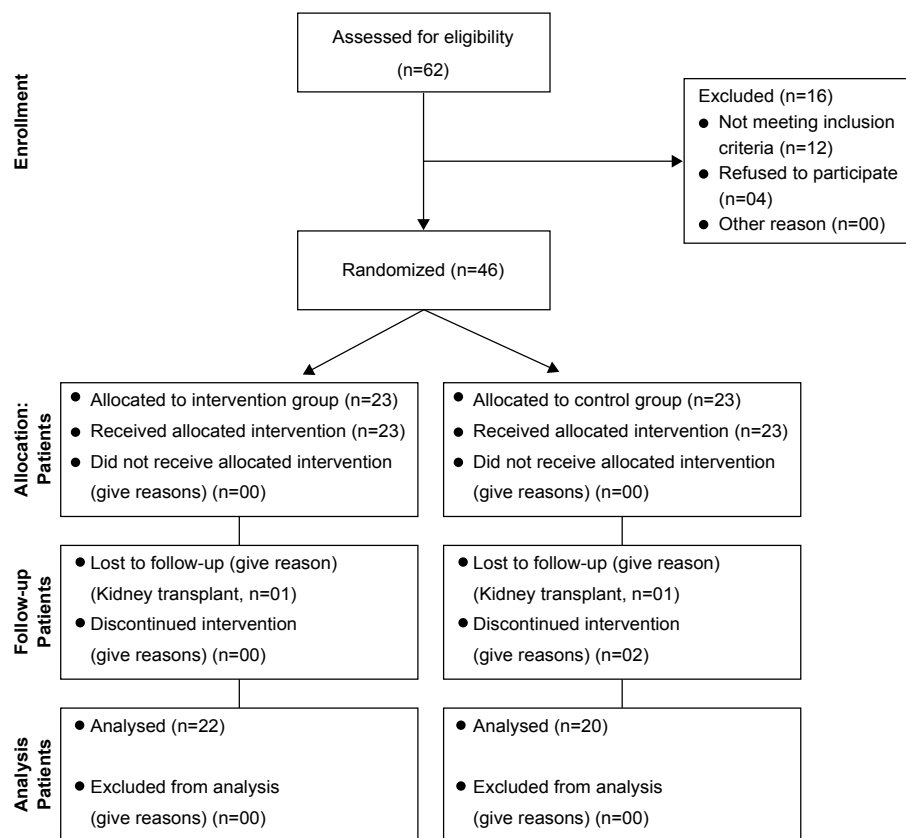 Enrollment
Assessed for eligibility
(n=62)
Excluded (n=16)
● Not meeting inclusion
criteria (n=12)
● Refused to participate
(n=04)
● Other reason (n=00)
Randomized (n=46)
Allocation:
Patients
● Allocated to intervention group (n=23)
● Received allocated intervention (n=23)
● Did not receive allocated intervention
(give reasons) (n=00)
● Allocated to control group (n=23)
● Received allocated intervention (n=23)
● Did not receive allocated intervention
(give reasons) (n=00)
Follow-up
Patients
● Lost to follow-up (give reason)
(Kidney transplant, n=01)
● Discontinued intervention
(give reasons) (n=00)
● Lost to follow-up (give reason)
(Kidney transplant, n=01)
● Discontinued intervention
(give reasons) (n=02)
Analysis
Patients
● Analysed (n=22)
● Excluded from analysis
(give reasons) (n=00)
● Analysed (n=20)
● Excluded from analysis
(give reasons) (n=00)